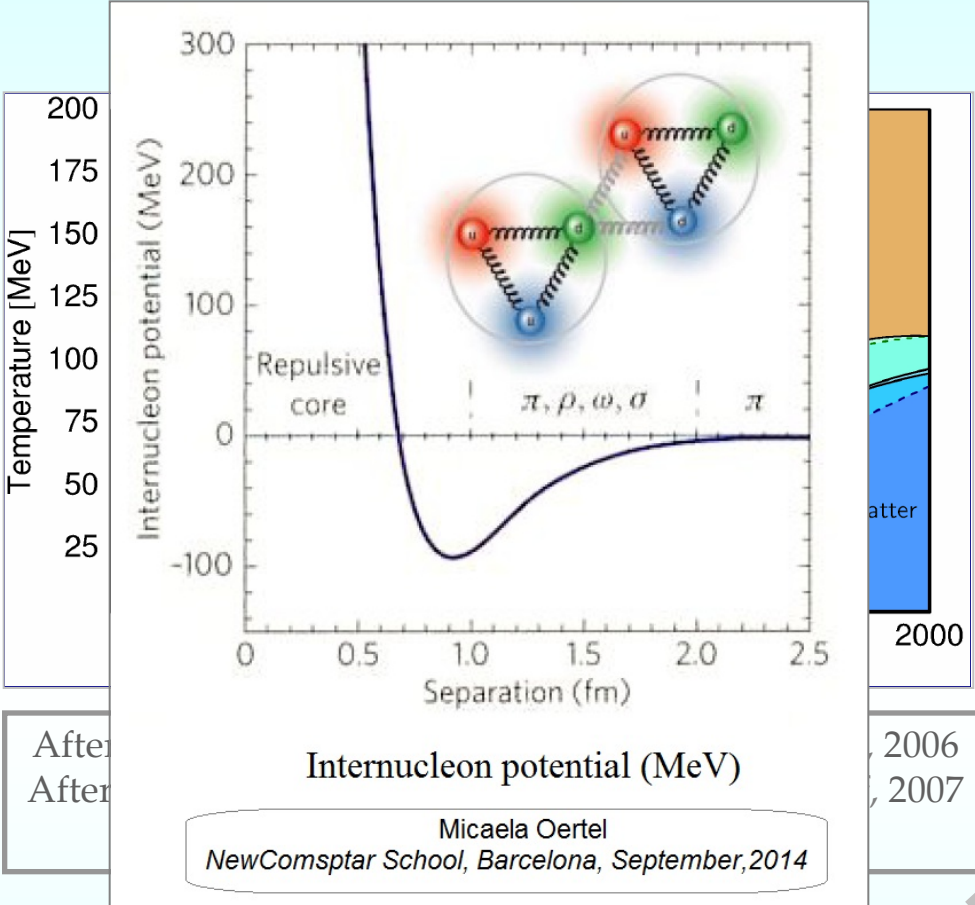 300
200
100
0
-100
Internucleon potential (MeV)
Repulsive
core
π, ρ, ω, σ
π
u
d
u
u
d
d
0
0.5
1.0
1.5
2.0
2.5
Separation (fm)
Internucleon potential (MeV)
Micaela Oertel
NewComsptar School, Barcelona, September,2014
200
175
150
125
100
75
50
25
Temperature [MeV]
atter
2000
After
, 2006
After
, 2007